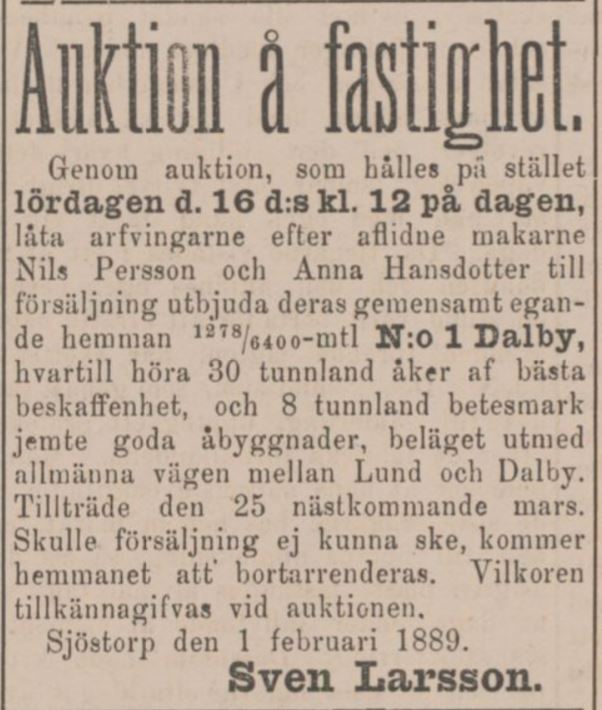 Auktion å fastighet.
Genom auktion, som hålles på stället
lördagen d. 16 d:s kl. 12 på dagen,
låta arfvingarne efter aflidne makarne
Nils Persson och Anna Hansdotter till
försäljning utbjuda deras gemensamt egan-
de hemman ¹²⁷⁸/₆₄₀₀-mtl N:o 1 Dalby,
hvartill höra 30 tunnland åker af bästa
beskaffenhet, och 8 tunnland betesmark
jemte goda åbyggnader, beläget utmed
allmänna vägen mellan Lund och Dalby.
Tillträde den 25 nästkommande mars.
Skulle försäljning ej kunna ske, kommer
hemmanet att bortarrenderas. Vilkoren
tillkännagifvas vid auktionen.
Sjöstorp den 1 februari 1889.
Sven Larsson.